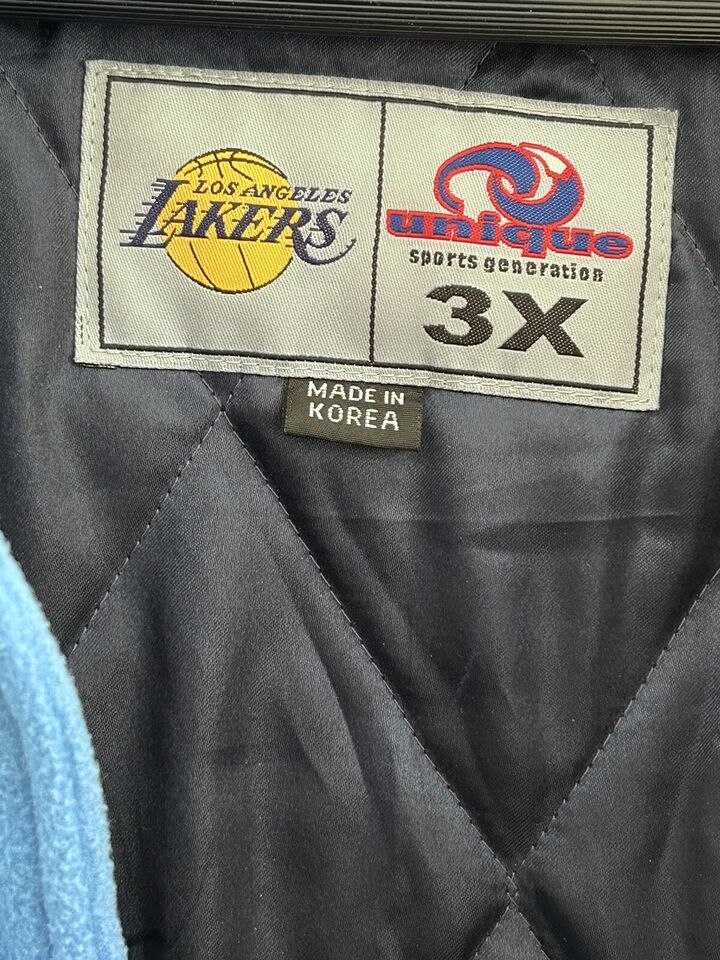 LOS ANGELES
LAKERS
unique
sports generation
3X
MADE IN
KOREA